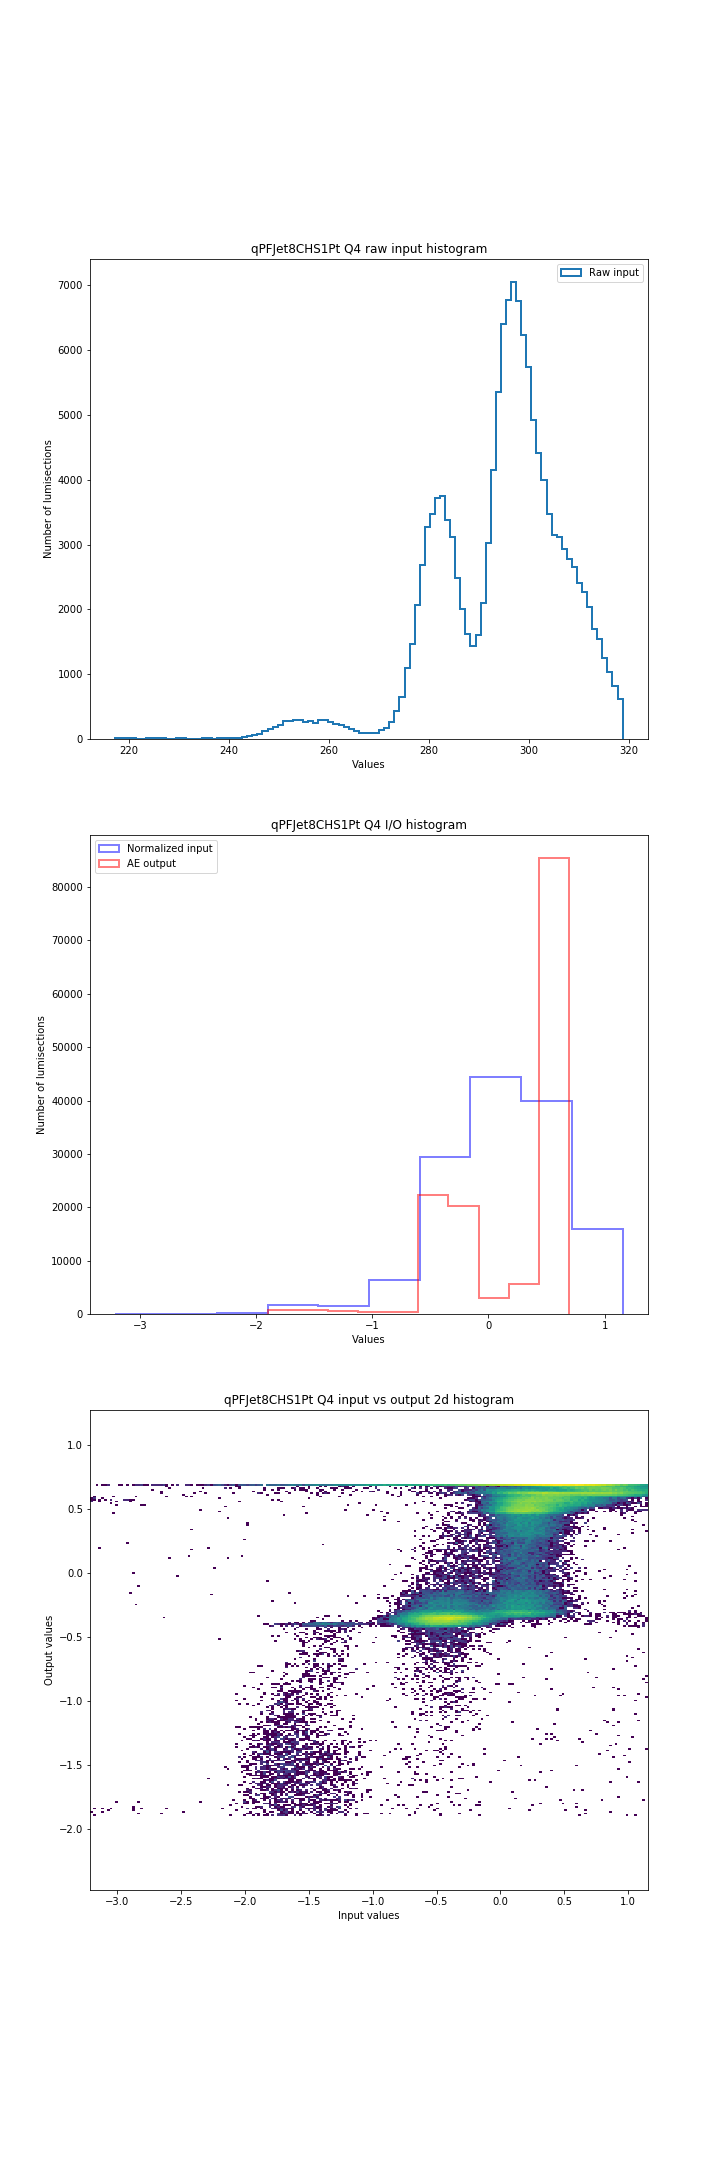 qPFJet8CHS1Pt Q4 raw input histogram
Raw input
7000
6000
5000
4000
3000
2000
1000
0
Number of lumisections
220 240 260 280 300 320
Values
qPFJet8CHS1Pt Q4 I/O histogram
Normalized input
AE output
80000
70000
60000
50000
40000
30000
20000
10000
0
Number of lumisections
−3 −2 −1 0 1
Values
qPFJet8CHS1Pt Q4 input vs output 2d histogram
1.0
0.5
0.0
−0.5
−1.0
−1.5
−2.0
Output values
−3.0 −2.5 −2.0 −1.5 −1.0 −0.5 0.0 0.5 1.0
Input values